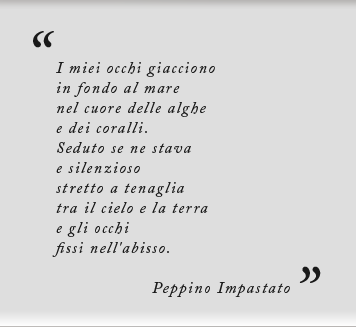 “
I miei occhi giacciono
in fondo al mare
nel cuore delle alghe
e dei coralli.
Seduto se ne stava
e silenzioso
stretto a tenaglia
tra il cielo e la terra
e gli occhi
fissi nell'abisso.
Peppino Impastato ”